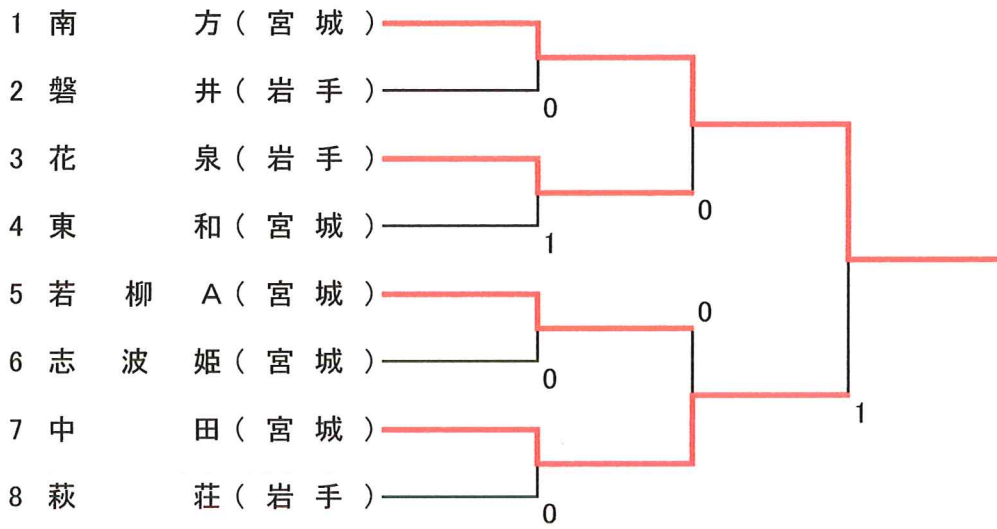 1 南 方 ( 宮 城 )
2 磐 井 ( 岩 手 )
0
3 花 泉 ( 岩 手 )
0
4 東 和 ( 宮 城 )
1
5 若 柳 A ( 宮 城 )
0
6 志 波 姫 ( 宮 城 )
0
7 中 田 ( 宮 城 )
1
8 萩 荘 ( 岩 手 )
0